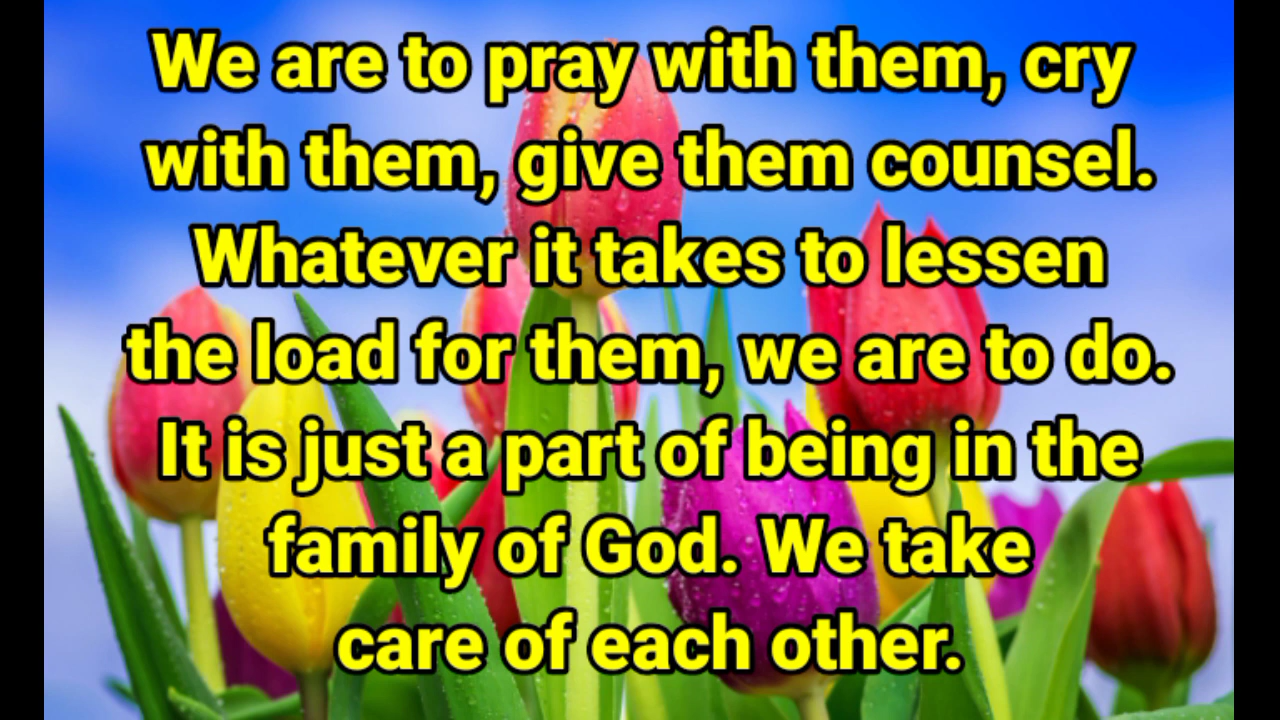 We are to pray with them, cry
with them, give them counsel.
Whatever it takes to lessen
the load for them, we are to do.
It is just a part of being in the
family of God. We take
care of each other.